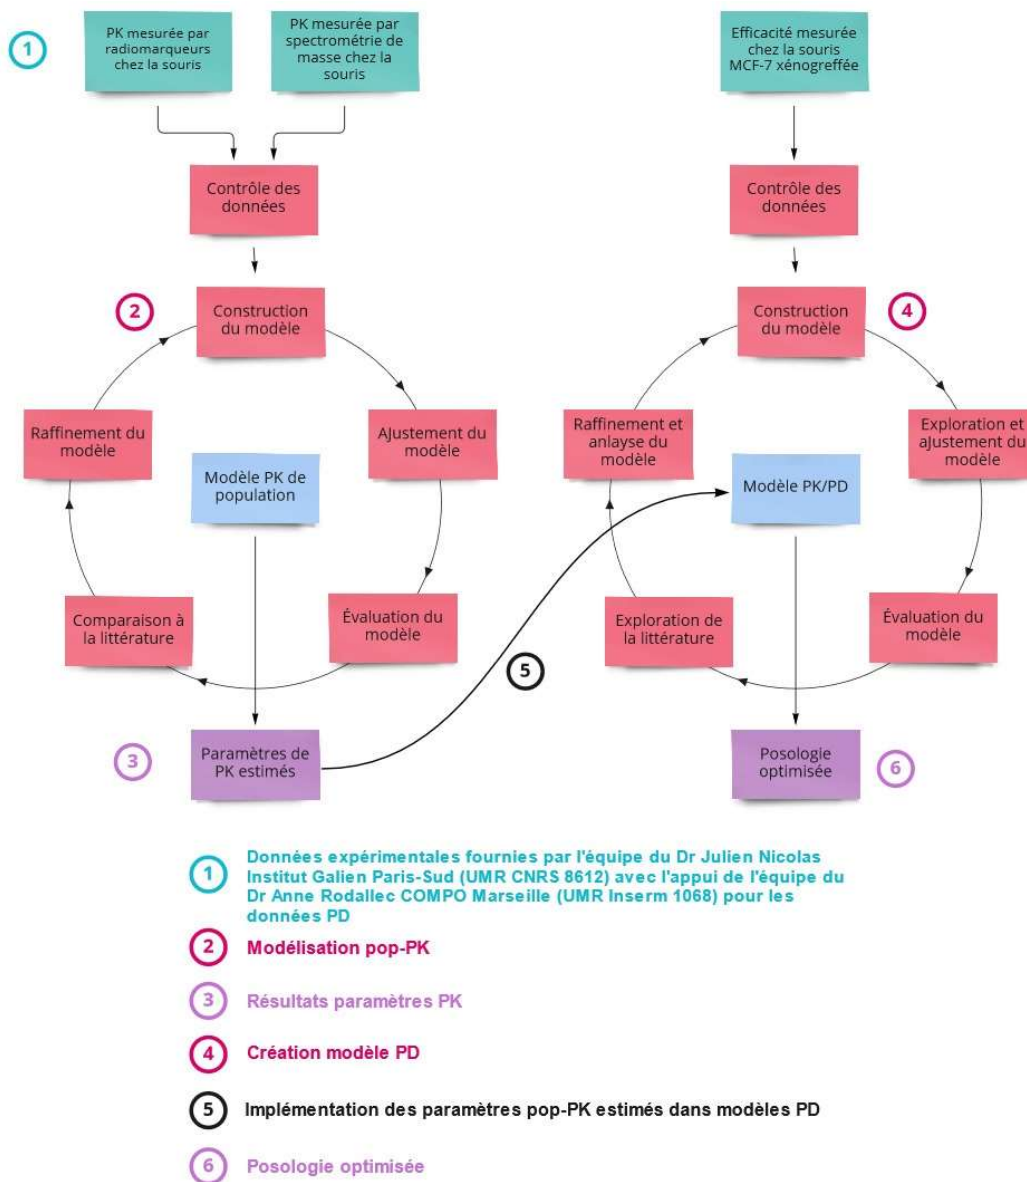 1
PK mesurée par
radiomarqueurs
chez la souris
PK mesurée par
spectrométrie de
masse chez la
souris
Efficacité mesurée
chez la souris
MCF-7 xénogreffée
Contrôle des
données
Contrôle des
données
2
Construction
du modèle
Construction
du modèle
4
Raffinement du
modèle
Ajustement du
modèle
Raffinement et
anlayse du
modèle
Exploration et
ajustement du
modèle
Modèle PK de
population
Modèle PK/PD
Comparaison à
la littérature
Évaluation du
modèle
Exploration de
la littérature
Évaluation du
modèle
5
3
Paramètres de
PK estimés
Posologie
optimisée
6
1
Données expérimentales fournies par l'équipe du Dr Julien Nicolas
Institut Galien Paris-Sud (UMR CNRS 8612) avec l'appui de l'équipe du
Dr Anne Rodallec COMPO Marseille (UMR Inserm 1068) pour les
données PD
2 Modélisation pop-PK
3 Résultats paramètres PK
4 Création modèle PD
5 Implémentation des paramètres pop-PK estimés dans modèles PD
6 Posologie optimisée